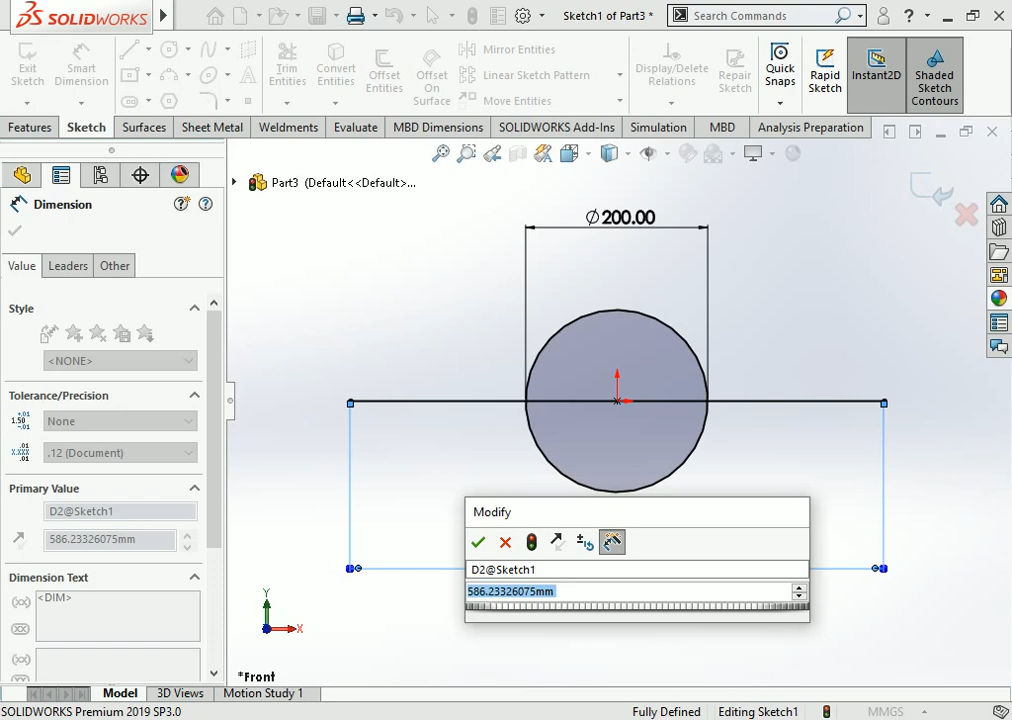 SOLIDWORKS
Sketch1 of Part3 *
Search Commands
?
Exit Sketch
Smart Dimension
Trim Entities
Convert Entities
Offset Entities
Offset On Surface
Mirror Entities
Linear Sketch Pattern
Move Entities
Display/Delete Relations
Repair Sketch
Quick Snaps
Rapid Sketch
Instant2D
Shaded Sketch Contours
Features
Sketch
Surfaces
Sheet Metal
Weldments
Evaluate
MBD Dimensions
SOLIDWORKS Add-Ins
Simulation
MBD
Analysis Preparation
Part3 (Default<<Default>...
Dimension
Value
Leaders
Other
Style
<NONE>
Tolerance/Precision
None
.12 (Document)
Primary Value
D2@Sketch1
586.23326075mm
Dimension Text
<DIM>
∅200.00
Modify
D2@Sketch1
586.23326075mm
Y
X
*Front
Model
3D Views
Motion Study 1
SOLIDWORKS Premium 2019 SP3.0
Fully Defined
Editing Sketch1
MMGS